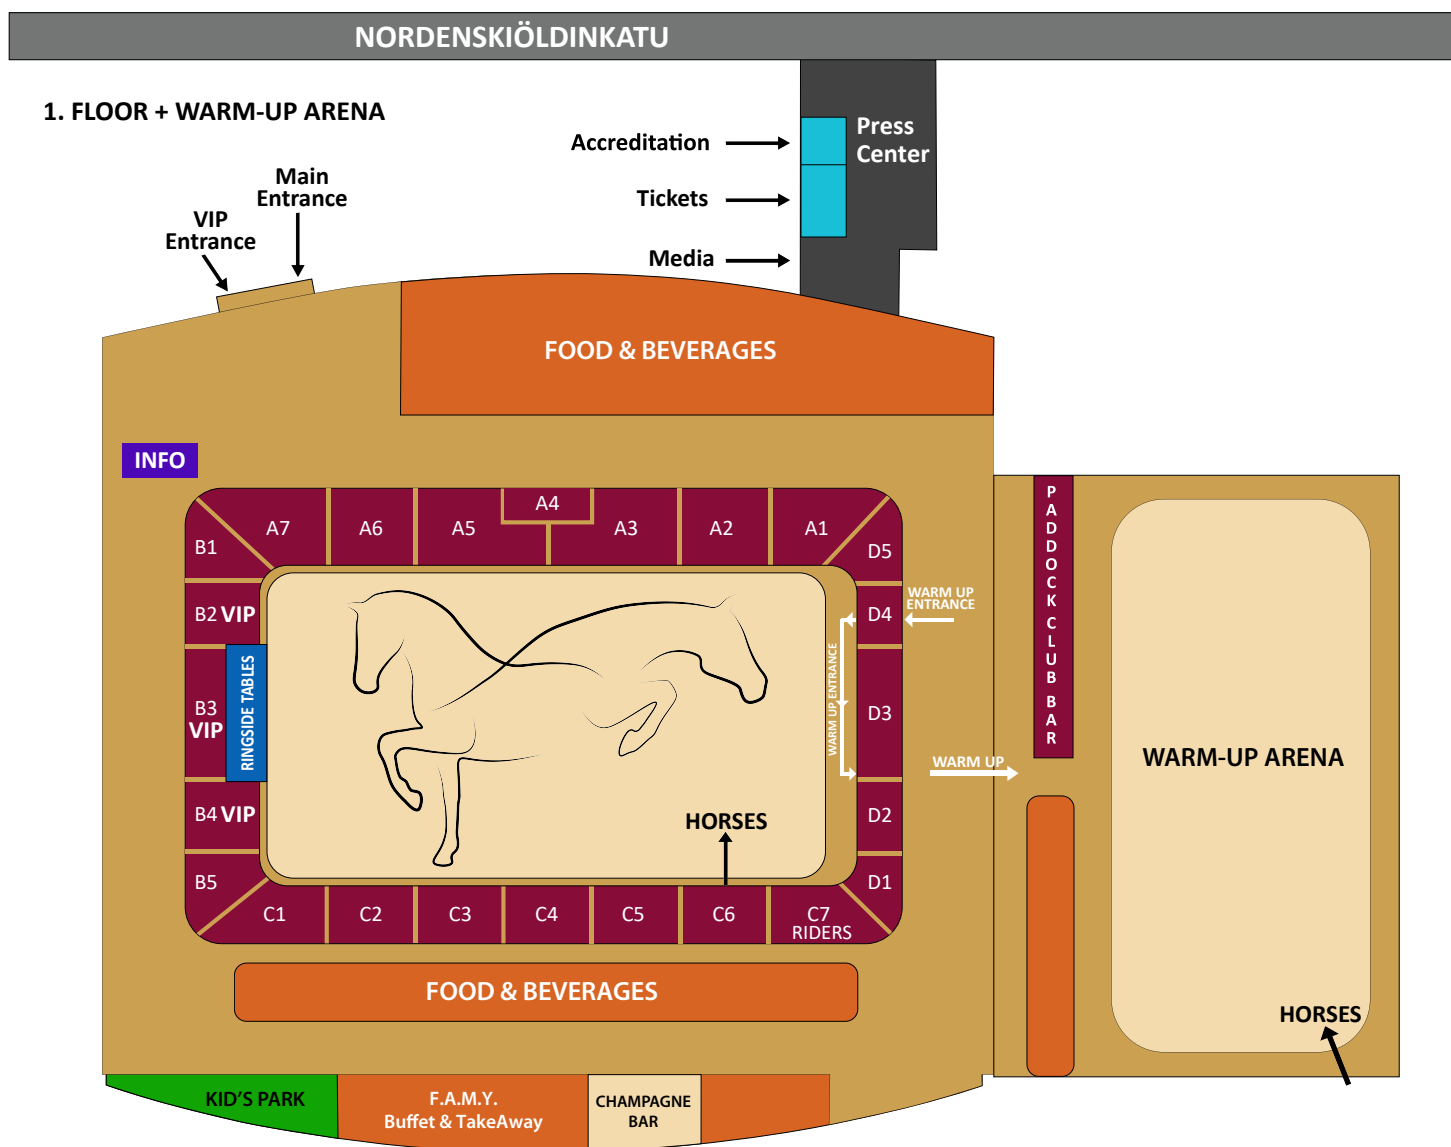 NORDENSKIÖLDINKATU
1. FLOOR + WARM-UP ARENA
Accreditation
Press
Center
Main
Entrance
Tickets
VIP
Entrance
Media
FOOD & BEVERAGES
INFO
A7
A6
A5
A4
A3
A2
A1
B1
D5
B2 VIP
D4
WARM UP
ENTRANCE
RINGSIDE TABLES
WARM UP ENTRANCE
B3
VIP
D3
PADDOCK CLUB BAR
WARM UP
WARM-UP ARENA
B4 VIP
HORSES
D2
B5
D1
C1
C2
C3
C4
C5
C6
C7
RIDERS
FOOD & BEVERAGES
HORSES
KID'S PARK
F.A.M.Y.
Buffet & TakeAway
CHAMPAGNE
BAR